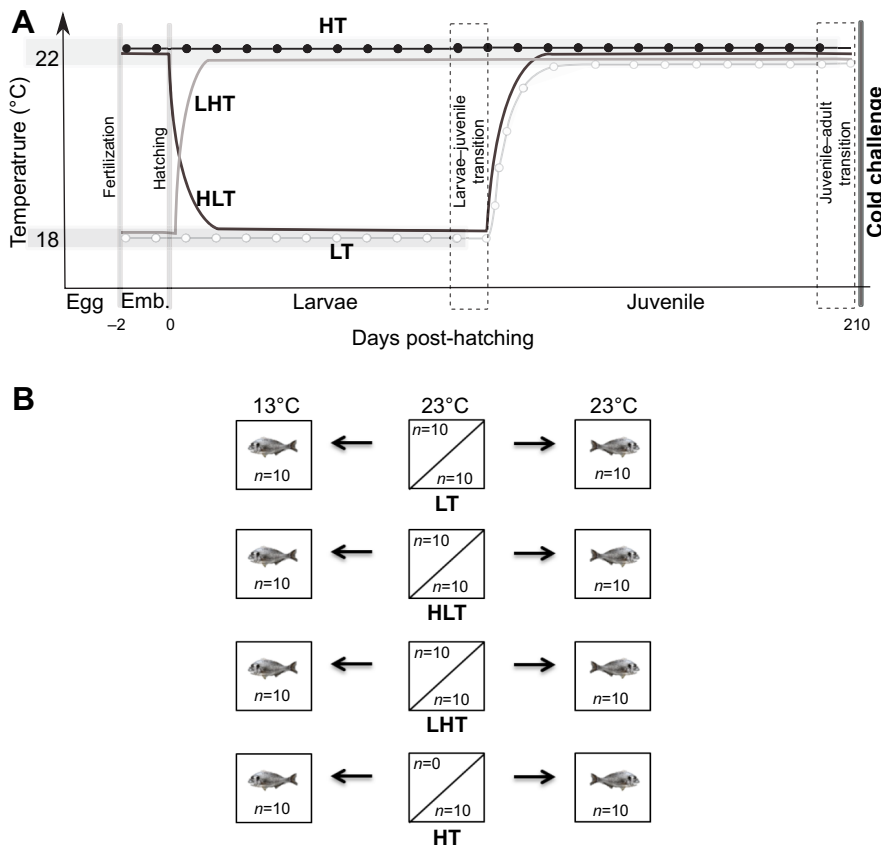 A
HT
22
LHT
Temperatrure (°C)
Fertilization
Hatching
Larvae–juvenile
transition
Juvenile–adult
transition
Cold challenge
HLT
18
LT
Egg Emb. Larvae Juvenile
–2 0 210
Days post-hatching
B
13°C 23°C 23°C
n=10
n=10 n=10 n=10
LT
n=10
n=10 n=10 n=10
HLT
n=10
n=10 n=10 n=10
LHT
n=0
n=10 n=10 n=10
HT